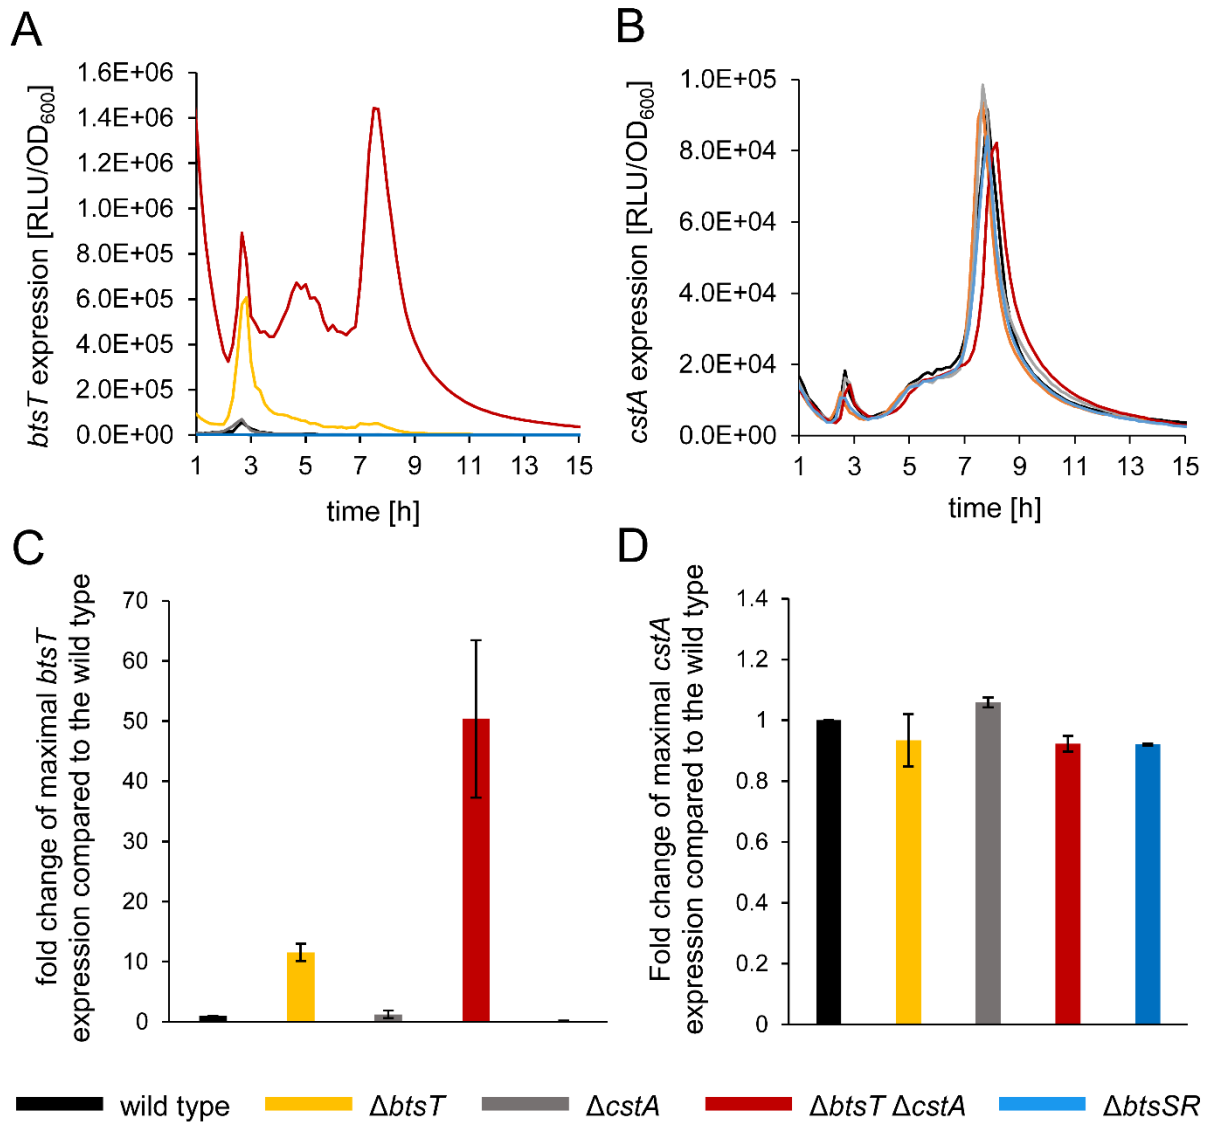 A
btsT expression [RLU/OD600]
1.6E+06
1.4E+06
1.2E+06
1.0E+06
8.0E+05
6.0E+05
4.0E+05
2.0E+05
0.0E+00
1 3 5 7 9 11 13 15
time [h]
B
cstA expression [RLU/OD600]
1.0E+05
8.0E+04
6.0E+04
4.0E+04
2.0E+04
0.0E+00
1 3 5 7 9 11 13 15
time [h]
C
fold change of maximal btsT
expression compared to the wild type
70
60
50
40
30
20
10
0
D
Fold change of maximal cstA
expression compared to the wild type
1.4
1.2
1
0.8
0.6
0.4
0.2
0
wild type ΔbtsT ΔcstA ΔbtsT ΔcstA ΔbtsSR